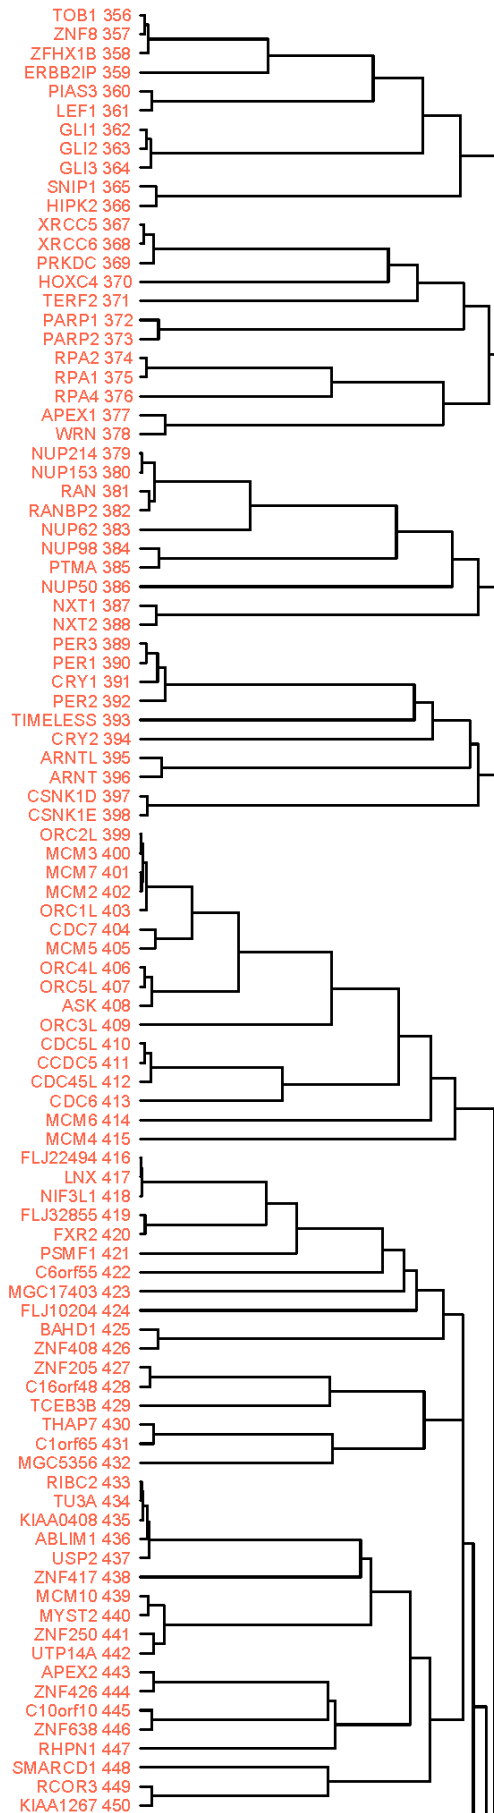 TOB1 356
ZNF8 357
ZFHX1B 358
ERBB2IP 359
PIAS3 360
LEF1 361
GLI1 362
GLI2 363
GLI3 364
SNIP1 365
HIPK2 366
XRCC5 367
XRCC6 368
PRKDC 369
HOXC4 370
TERF2 371
PARP1 372
PARP2 373
RPA2 374
RPA1 375
RPA4 376
APEX1 377
WRN 378
NUP214 379
NUP153 380
RAN 381
RANBP2 382
NUP62 383
NUP98 384
PTMA 385
NUP50 386
NXT1 387
NXT2 388
PER3 389
PER1 390
CRY1 391
PER2 392
TIMELESS 393
CRY2 394
ARNTL 395
ARNT 396
CSNK1D 397
CSNK1E 398
ORC2L 399
MCM3 400
MCM7 401
MCM2 402
ORC1L 403
CDC7 404
MCM5 405
ORC4L 406
ORC5L 407
ASK 408
ORC3L 409
CDC5L 410
CCDC5 411
CDC45L 412
CDC6 413
MCM6 414
MCM4 415
FLJ22494 416
LNX 417
NIF3L1 418
FLJ32855 419
FXR2 420
PSMF1 421
C6orf55 422
MGC17403 423
FLJ10204 424
BAHD1 425
ZNF408 426
ZNF205 427
C16orf48 428
TCEB3B 429
THAP7 430
C1orf65 431
MGC5356 432
RIBC2 433
TU3A 434
KIAA0408 435
ABLIM1 436
USP2 437
ZNF417 438
MCM10 439
MYST2 440
ZNF250 441
UTP14A 442
APEX2 443
ZNF426 444
C10orf10 445
ZNF638 446
RHPN1 447
SMARCD1 448
RCOR3 449
KIAA1267 450